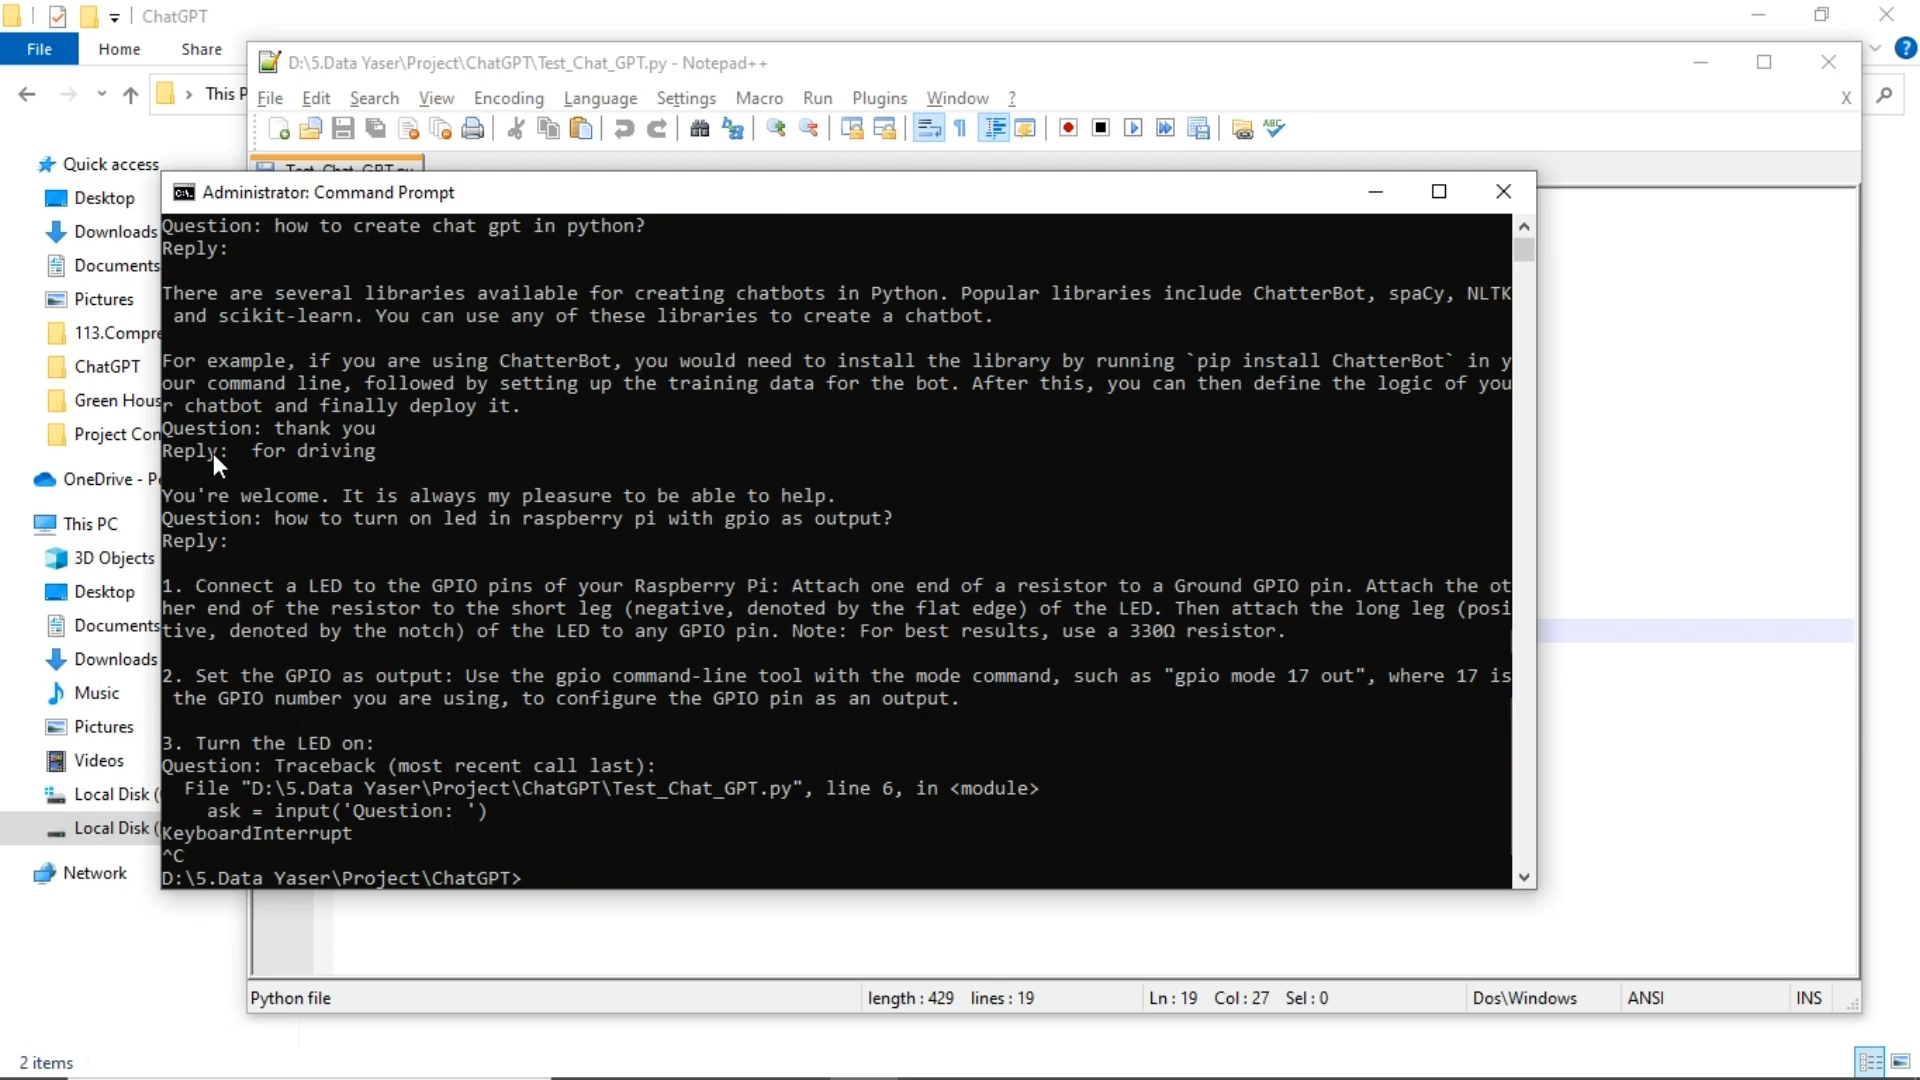 ChatGPT
File Home Share
This P
D:\5.Data Yaser\Project\ChatGPT\Test_Chat_GPT.py - Notepad++
File Edit Search View Encoding Language Settings Macro Run Plugins Window ? X
Test_Chat_GPT.py
Administrator: Command Prompt
Question: how to create chat gpt in python?
Reply:
There are several libraries available for creating chatbots in Python. Popular libraries include ChatterBot, spaCy, NLTK
and scikit-learn. You can use any of these libraries to create a chatbot.
For example, if you are using ChatterBot, you would need to install the library by running `pip install ChatterBot` in y
our command line, followed by setting up the training data for the bot. After this, you can then define the logic of you
r chatbot and finally deploy it.
Question: thank you
Reply:  for driving
You're welcome. It is always my pleasure to be able to help.
Question: how to turn on led in raspberry pi with gpio as output?
Reply:
1. Connect a LED to the GPIO pins of your Raspberry Pi: Attach one end of a resistor to a Ground GPIO pin. Attach the ot
her end of the resistor to the short leg (negative, denoted by the flat edge) of the LED. Then attach the long leg (posi
tive, denoted by the notch) of the LED to any GPIO pin. Note: For best results, use a 330Ω resistor.
2. Set the GPIO as output: Use the gpio command-line tool with the mode command, such as "gpio mode 17 out", where 17 is
the GPIO number you are using, to configure the GPIO pin as an output.
3. Turn the LED on:
Question: Traceback (most recent call last):
File "D:\5.Data Yaser\Project\ChatGPT\Test_Chat_GPT.py", line 6, in <module>
ask = input('Question: ')
KeyboardInterrupt
^C
D:\5.Data Yaser\Project\ChatGPT>
Quick access
Desktop
Downloads
Documents
Pictures
113.Compre
ChatGPT
Green Hous
Project Con
OneDrive - Pe
This PC
3D Objects
Desktop
Documents
Downloads
Music
Pictures
Videos
Local Disk (
Local Disk (
Network
Python file length : 429 lines : 19 Ln : 19 Col : 27 Sel : 0 Dos\Windows ANSI INS
2 items